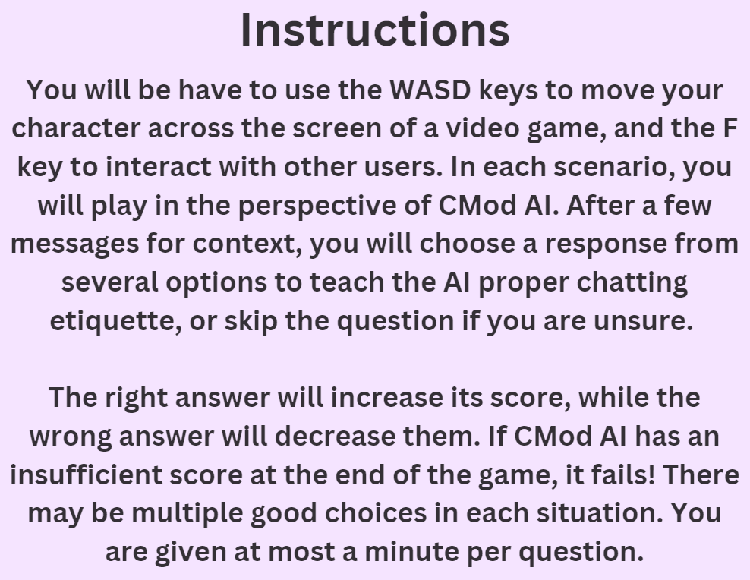 Instructions
You will be have to use the WASD keys to move your
character across the screen of a video game, and the F
key to interact with other users. In each scenario, you
will play in the perspective of CMod AI. After a few
messages for context, you will choose a response from
several options to teach the AI proper chatting
etiquette, or skip the question if you are unsure.
The right answer will increase its score, while the
wrong answer will decrease them. If CMod AI has an
insufficient score at the end of the game, it fails! There
may be multiple good choices in each situation. You
are given at most a minute per question.